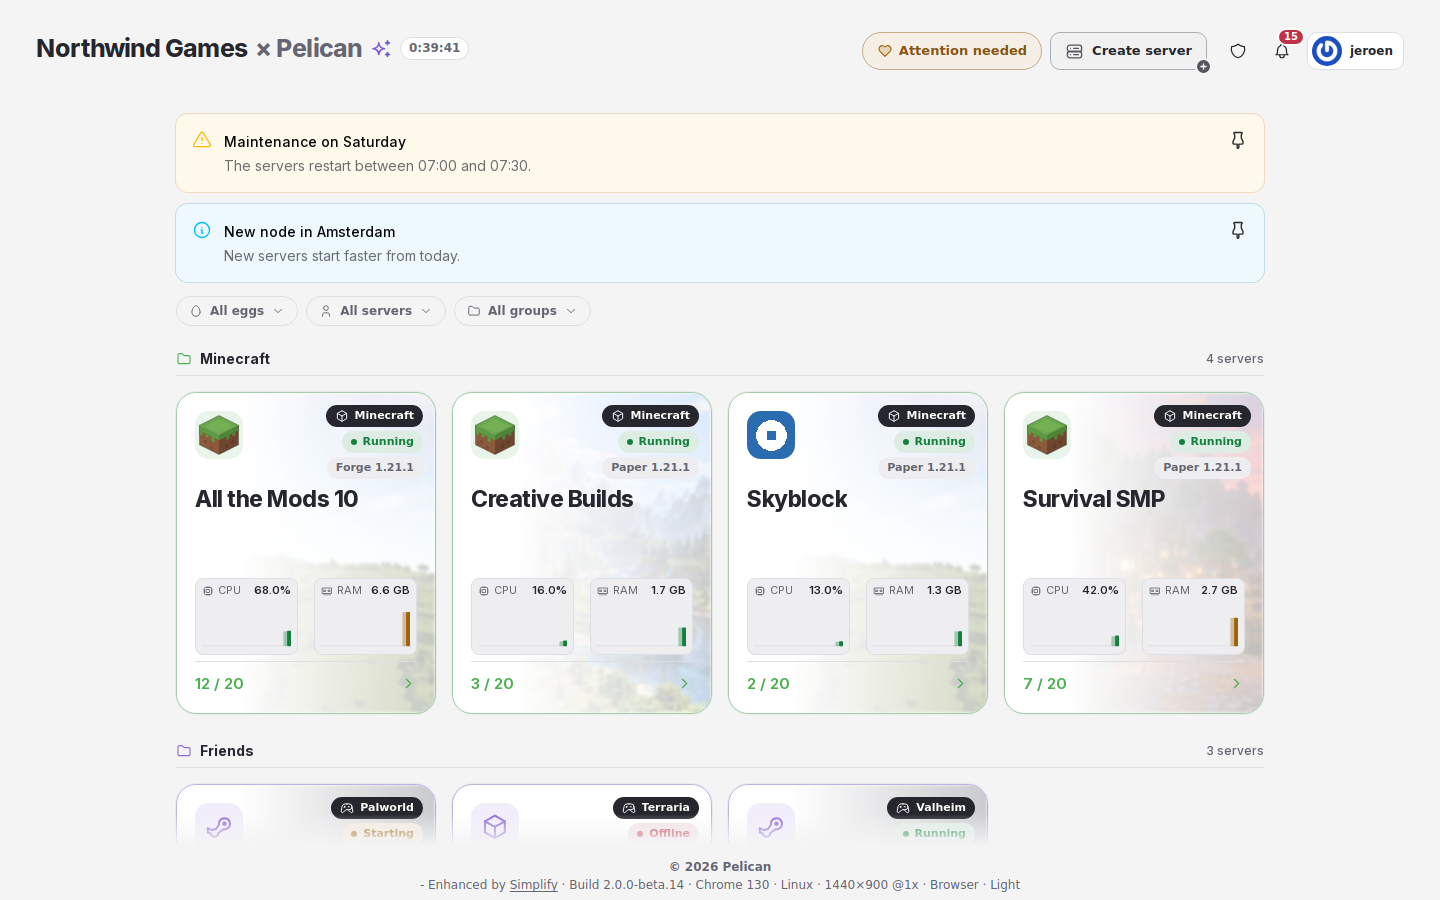 Northwind Games × Pelican 0:39:41
Attention needed
Create server
15
jeroen
Maintenance on Saturday
The servers restart between 07:00 and 07:30.
New node in Amsterdam
New servers start faster from today.
All eggs
All servers
All groups
Minecraft
4 servers
Minecraft
Running
Forge 1.21.1
All the Mods 10
CPU 68.0%
RAM 6.6 GB
12 / 20
Minecraft
Running
Paper 1.21.1
Creative Builds
CPU 16.0%
RAM 1.7 GB
3 / 20
Minecraft
Running
Paper 1.21.1
Skyblock
CPU 13.0%
RAM 1.3 GB
2 / 20
Minecraft
Running
Paper 1.21.1
Survival SMP
CPU 42.0%
RAM 2.7 GB
7 / 20
Friends
3 servers
Palworld
Starting
Terraria
Offline
Valheim
Running
© 2026 Pelican
- Enhanced by Simplify · Build 2.0.0-beta.14 · Chrome 130 · Linux · 1440×900 @1x · Browser · Light